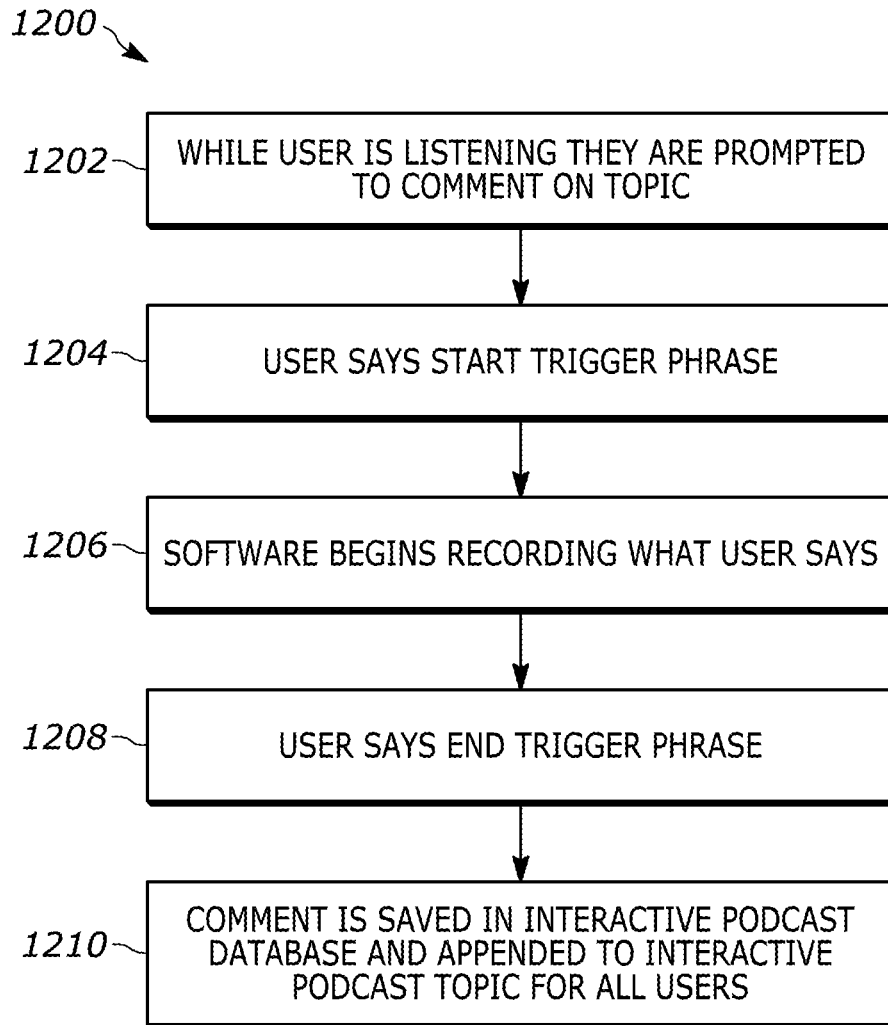 1200
1202
WHILE USER IS LISTENING THEY ARE PROMPTED
TO COMMENT ON TOPIC
1204
USER SAYS START TRIGGER PHRASE
1206
SOFTWARE BEGINS RECORDING WHAT USER SAYS
1208
USER SAYS END TRIGGER PHRASE
1210
COMMENT IS SAVED IN INTERACTIVE PODCAST
DATABASE AND APPENDED TO INTERACTIVE
PODCAST TOPIC FOR ALL USERS